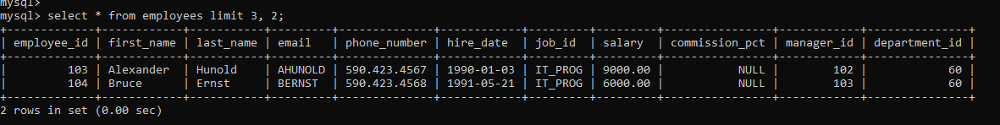 mysql>
mysql> select * from employees limit 3, 2;
+-------------+------------+-----------+---------+--------------+------------+---------+---------+----------------+------------+---------------+
| employee_id | first_name | last_name | email   | phone_number | hire_date  | job_id  | salary  | commission_pct | manager_id | department_id |
+-------------+------------+-----------+---------+--------------+------------+---------+---------+----------------+------------+---------------+
|         103 | Alexander  | Hunold    | AHUNOLD | 590.423.4567 | 1990-01-03 | IT_PROG | 9000.00 |           NULL |        102 |            60 |
|         104 | Bruce      | Ernst     | BERNST  | 590.423.4568 | 1991-05-21 | IT_PROG | 6000.00 |           NULL |        103 |            60 |
+-------------+------------+-----------+---------+--------------+------------+---------+---------+----------------+------------+---------------+
2 rows in set (0.00 sec)